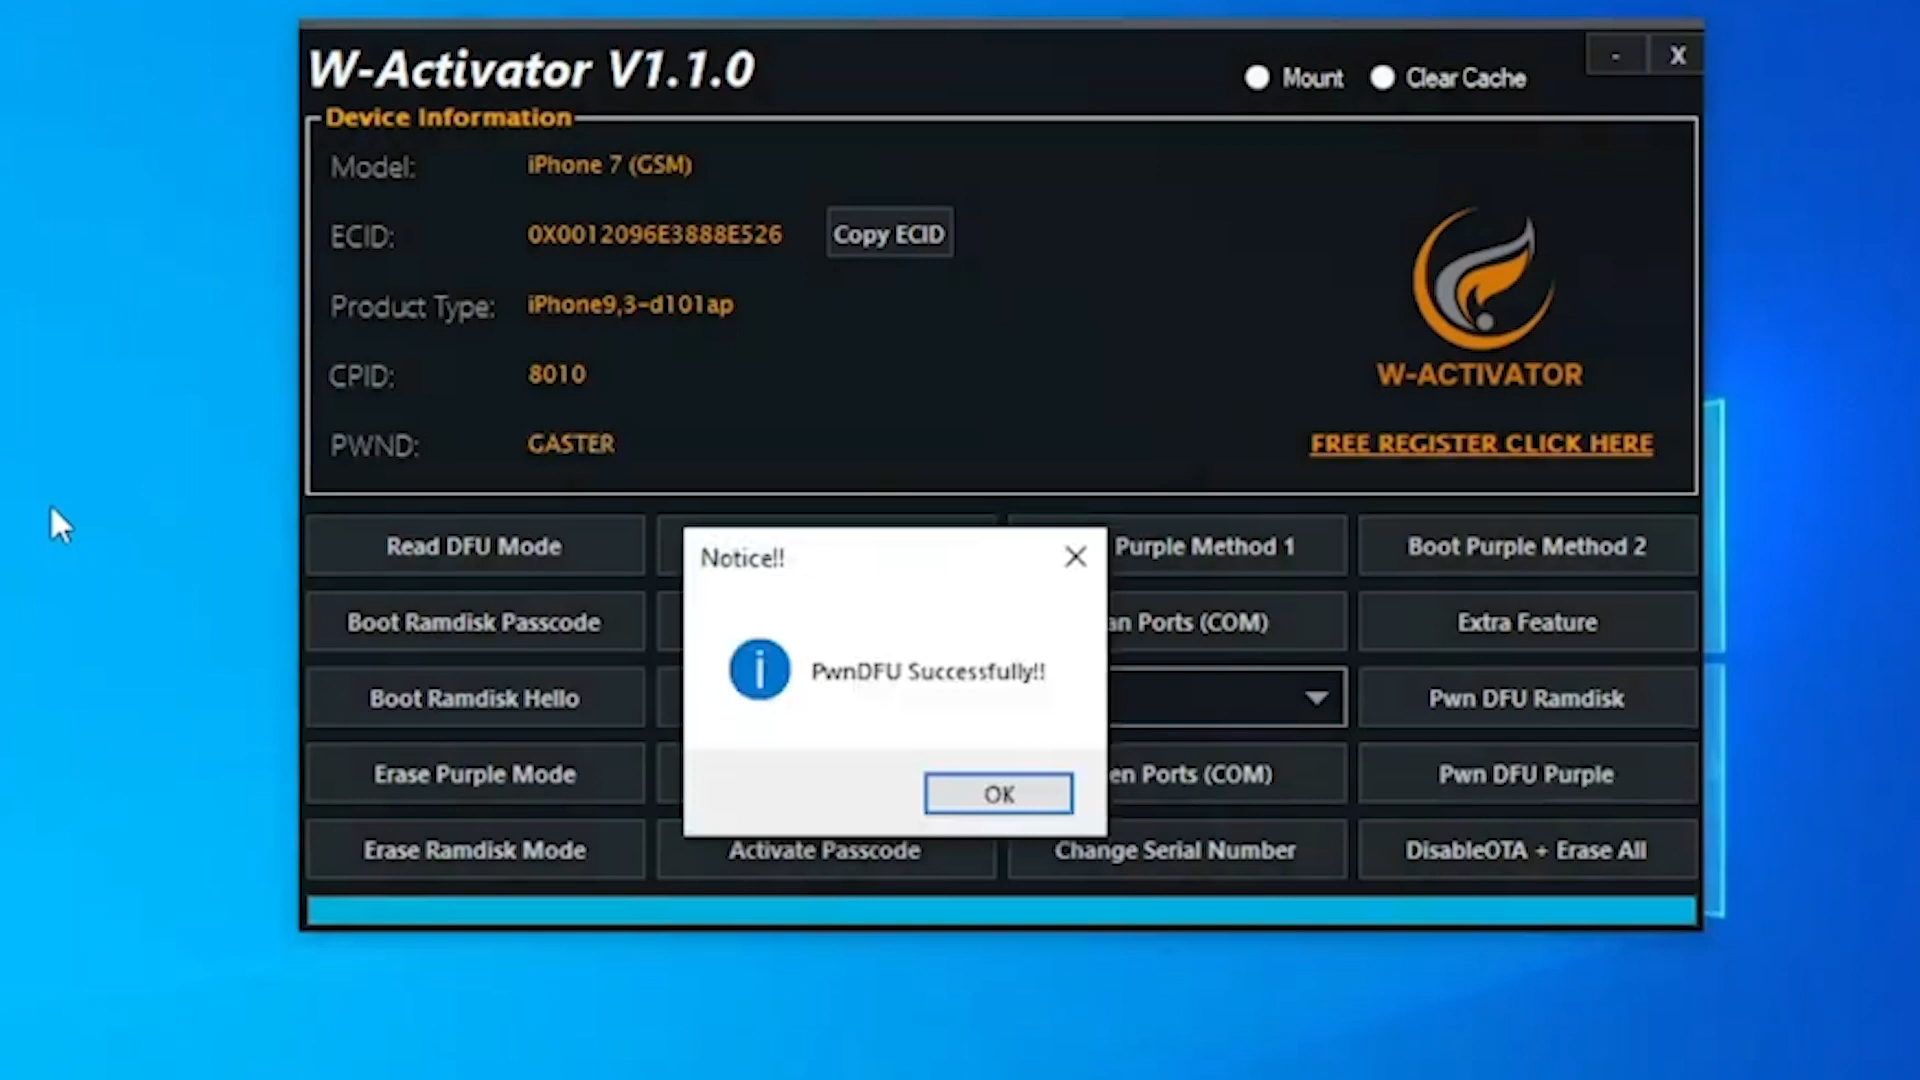 W-Activator V1.1.0
Mount
Clear Cache
-
X
Device Information
Model:
iPhone 7 (GSM)
ECID:
0X0012096E3888E526
Copy ECID
Product Type:
iPhone9,3-d101ap
CPID:
8010
PWND:
GASTER
W-ACTIVATOR
FREE REGISTER CLICK HERE
Read DFU Mode
Purple Method 1
Boot Purple Method 2
Boot Ramdisk Passcode
an Ports (COM)
Extra Feature
Boot Ramdisk Hello
Pwn DFU Ramdisk
Erase Purple Mode
en Ports (COM)
Pwn DFU Purple
Erase Ramdisk Mode
Activate Passcode
Change Serial Number
DisableOTA + Erase All
Notice!!
i
PwnDFU Successfully!!
OK